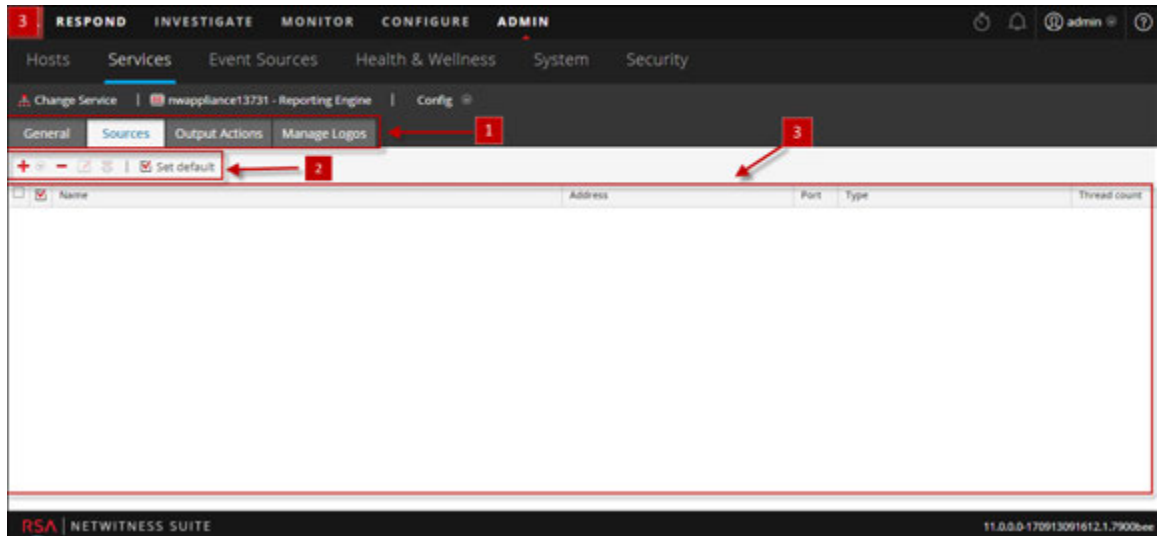 3 RESPOND INVESTIGATE MONITOR CONFIGURE ADMIN admin
Hosts Services Event Sources Health & Wellness System Security
Change Service | nwappliance13731 - Reporting Engine | Config
General Sources Output Actions Manage Logos 1 3
Set default 2
Name Address Port Type Thread count
RSA | NETWITNESS SUITE 11.0.0.0-170913091612.1.7900bee